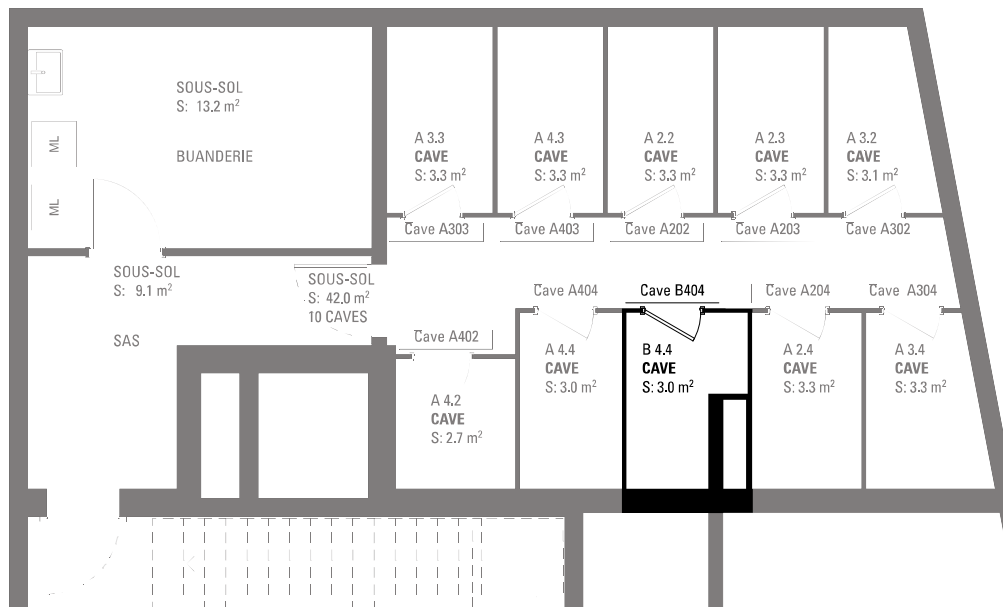 SOUS-SOL
S: 13.2 m²
BUANDERIE
ML
ML
A 3.3
CAVE
S: 3.3 m²
A 4.3
CAVE
S: 3.3 m²
A 2.2
CAVE
S: 3.3 m²
A 2.3
CAVE
S: 3.3 m²
A 3.2
CAVE
S: 3.1 m²
Cave A303
Cave A403
Cave A202
Cave A203
Cave A302
SOUS-SOL
S: 9.1 m²
SAS
SOUS-SOL
S: 42.0 m²
10 CAVES
Cave A402
Cave A404
Cave B404
Cave A204
Cave A304
A 4.2
CAVE
S: 2.7 m²
A 4.4
CAVE
S: 3.0 m²
B 4.4
CAVE
S: 3.0 m²
A 2.4
CAVE
S: 3.3 m²
A 3.4
CAVE
S: 3.3 m²